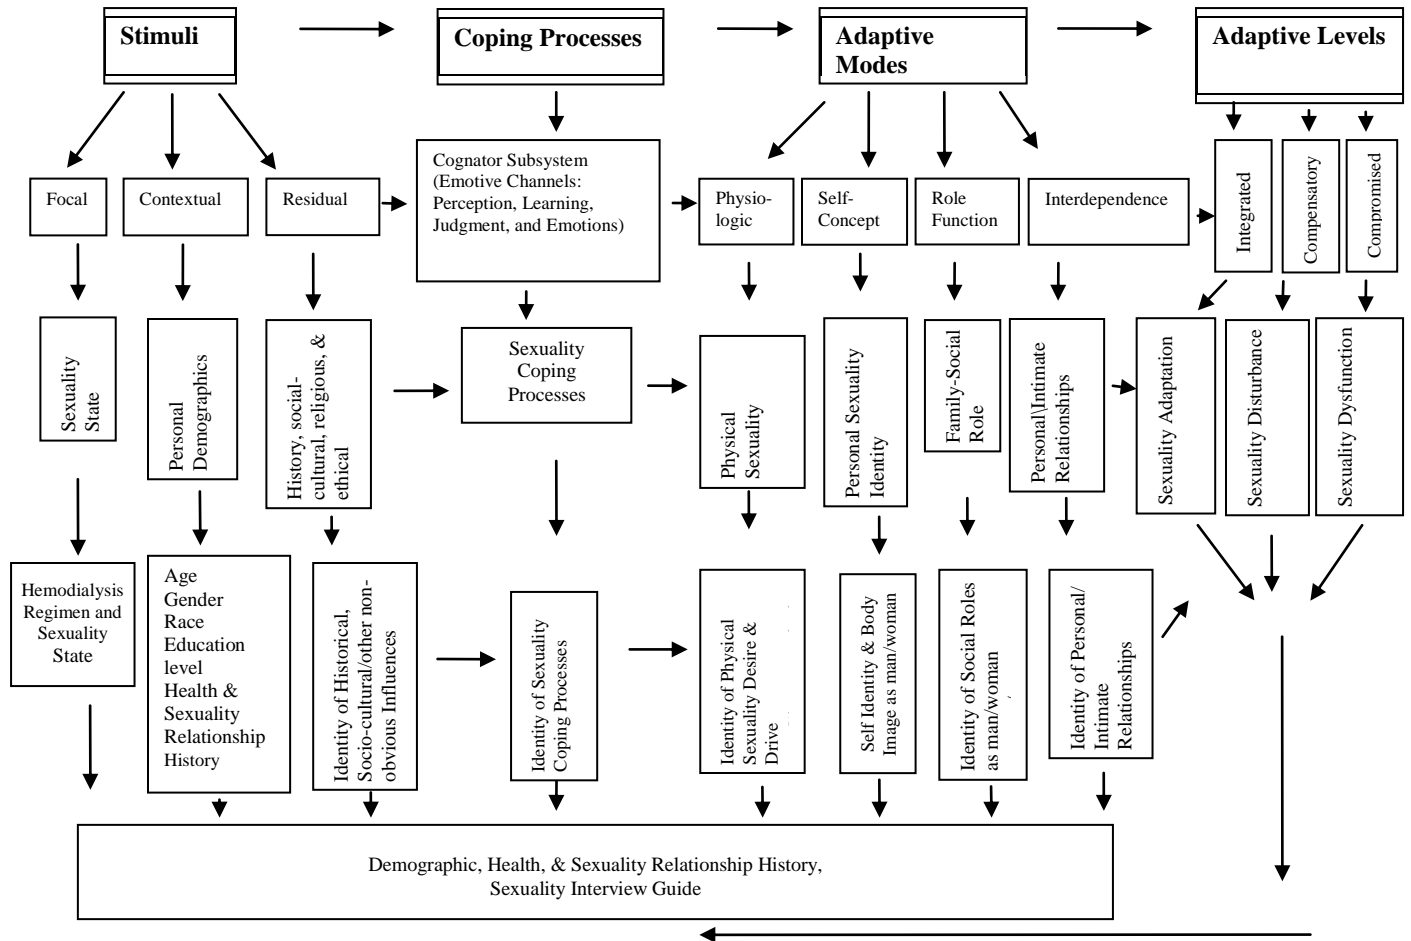 Stimuli
Coping Processes
Adaptive
Modes
Adaptive Levels
Focal
Contextual
Residual
Cognator Subsystem
(Emotive Channels:
Perception, Learning,
Judgment, and Emotions)
Physio-
logic
Self-
Concept
Role
Function
Interdependence
Integrated
Compensatory
Compromised
Sexuality
State
Personal
Demographics
History, social-
cultural, religious, &
ethical
Sexuality
Coping
Processes
Physical
Sexuality
Personal Sexuality
Identity
Family-Social
Role
Personal\Intimate
Relationships
Sexuality Adaptation
Sexuality Disturbance
Sexuality Dysfunction
Hemodialysis
Regimen and
Sexuality
State
Age
Gender
Race
Education
level
Health &
Sexuality
Relationship
History
Identity of Historical,
Socio-cultural/other non-
obvious Influences
Identity of Sexuality
Coping Processes
Identity of Physical
Sexuality Desire &
Drive
Self Identity & Body
Image as man/woman
Identity of Social Roles
as man/woman
Identity of Personal/
Intimate
Relationships
Demographic, Health, & Sexuality Relationship History,
Sexuality Interview Guide